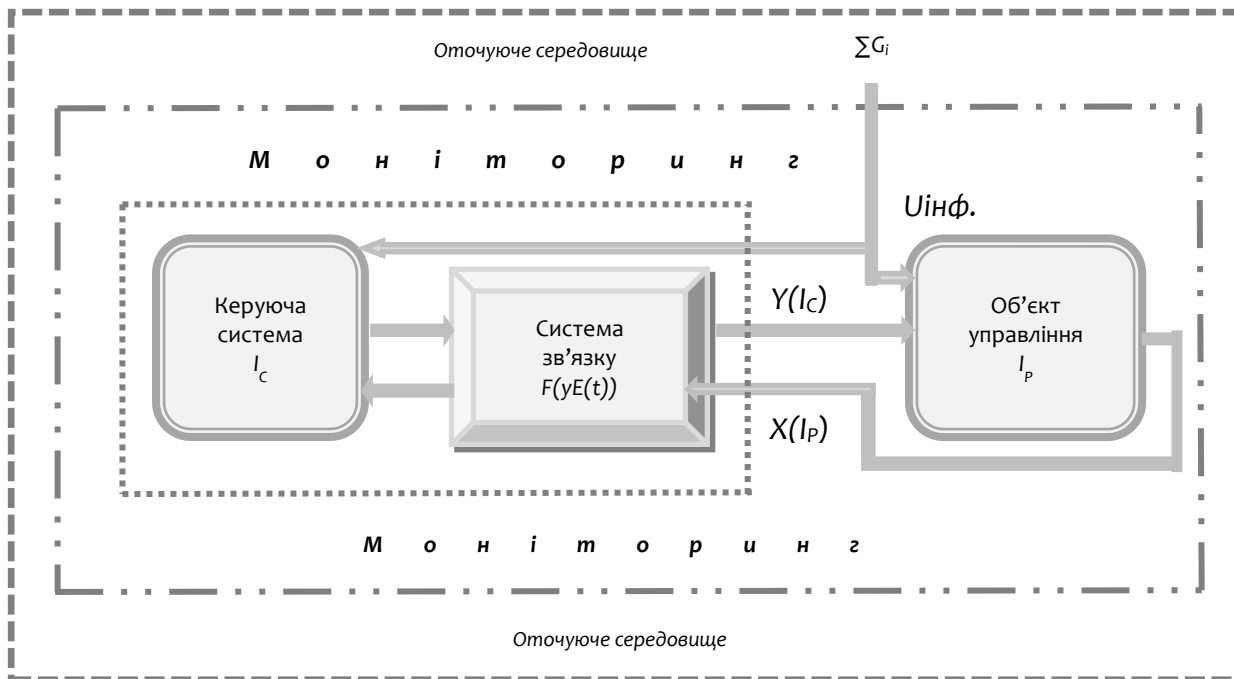 Оточуюче середовище
∑Gᵢ
М о н і т о р и н г
Uінф.
Керуюча
система
I_C
Система
зв’язку
F(yE(t))
Y(I_C)
X(I_P)
Об’єкт
управління
I_P
М о н і т о р и н г
Оточуюче середовище